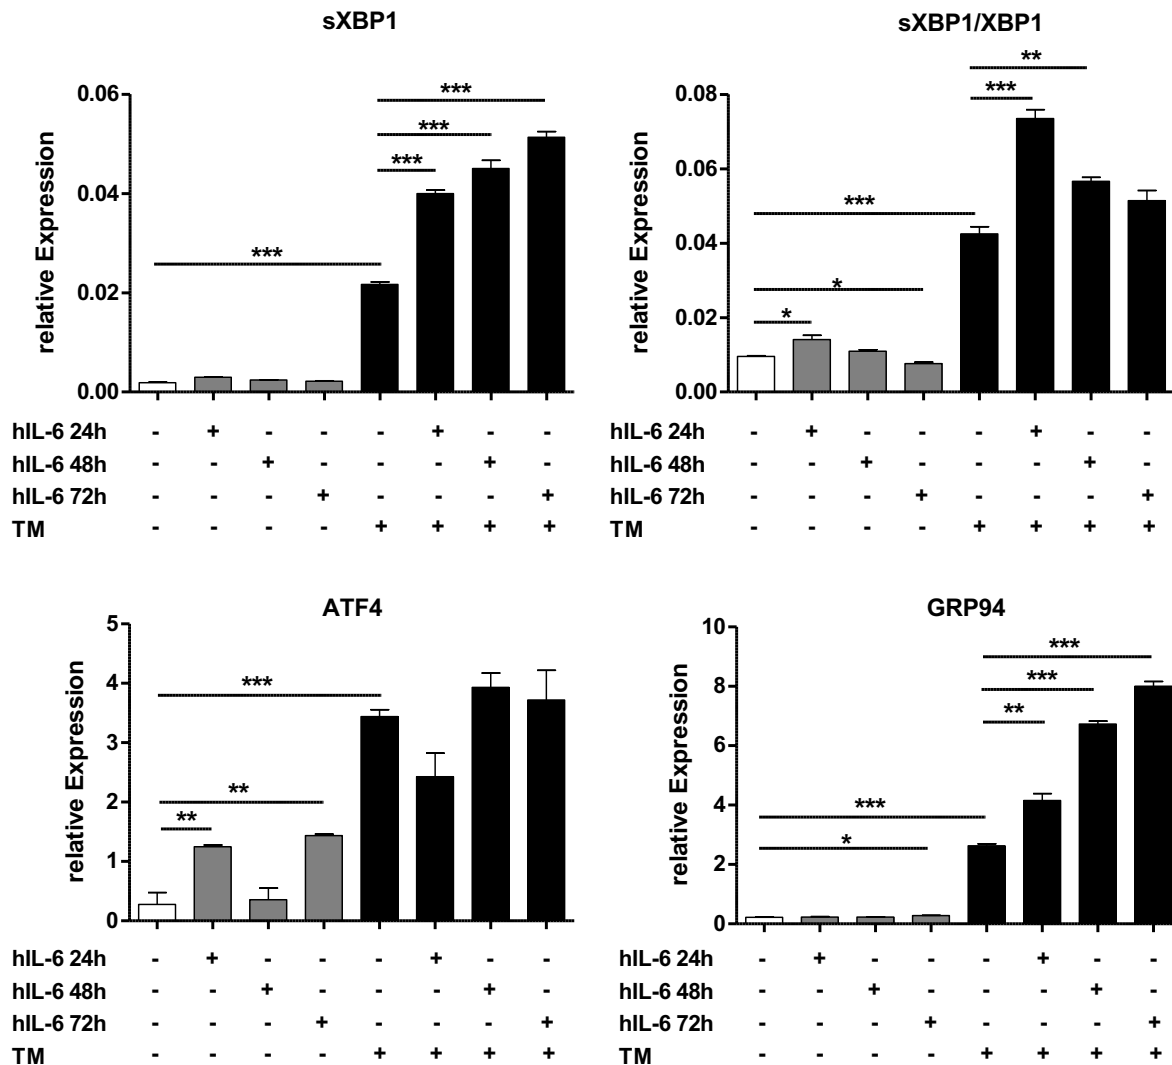 sXBP1
***
***
***
***
0.06
0.04
0.02
0.00
relative Expression
hIL-6 24h - + - - - + - -
hIL-6 48h - - + - - - + -
hIL-6 72h - - - + - - - +
TM - - - - + + + +
sXBP1/XBP1
**
***
***
*
*
0.08
0.06
0.04
0.02
0.00
relative Expression
hIL-6 24h - + - - - + - -
hIL-6 48h - - + - - - + -
hIL-6 72h - - - + - - - +
TM - - - - + + + +
ATF4
***
**
**
5
4
3
2
1
0
relative Expression
hIL-6 24h - + - - - + - -
hIL-6 48h - - + - - - + -
hIL-6 72h - - - + - - - +
TM - - - - + + + +
GRP94
***
***
**
***
*
10
8
6
4
2
0
relative Expression
hIL-6 24h - + - - - + - -
hIL-6 48h - - + - - - + -
hIL-6 72h - - - + - - - +
TM - - - - + + + +